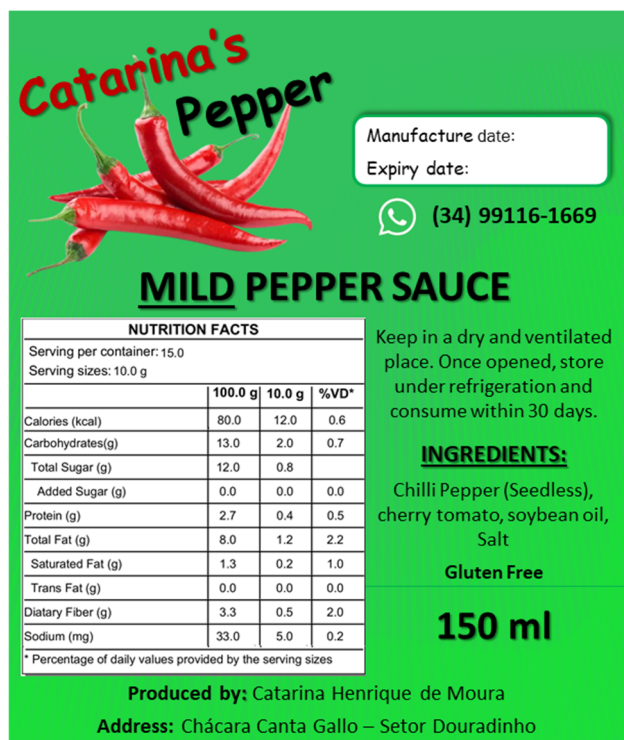 Catarina's
Pepper
Manufacture date:
Expiry date:
(34) 99116-1669
MILD PEPPER SAUCE
NUTRITION FACTS
Serving per container: 15.0
Serving sizes: 10.0 g
100.0 g 10.0 g %VD*
Calories (kcal) 80.0 12.0 0.6
Carbohydrates(g) 13.0 2.0 0.7
Total Sugar (g) 12.0 0.8
Added Sugar (g) 0.0 0.0 0.0
Protein (g) 2.7 0.4 0.5
Total Fat (g) 8.0 1.2 2.2
Saturated Fat (g) 1.3 0.2 1.0
Trans Fat (g) 0.0 0.0 0.0
Diatary Fiber (g) 3.3 0.5 2.0
Sodium (mg) 33.0 5.0 0.2
* Percentage of daily values provided by the serving sizes
Keep in a dry and ventilated
place. Once opened, store
under refrigeration and
consume within 30 days.
INGREDIENTS:
Chilli Pepper (Seedless),
cherry tomato, soybean oil,
Salt
Gluten Free
150 ml
Produced by: Catarina Henrique de Moura
Address: Chácara Canta Gallo – Setor Douradinho